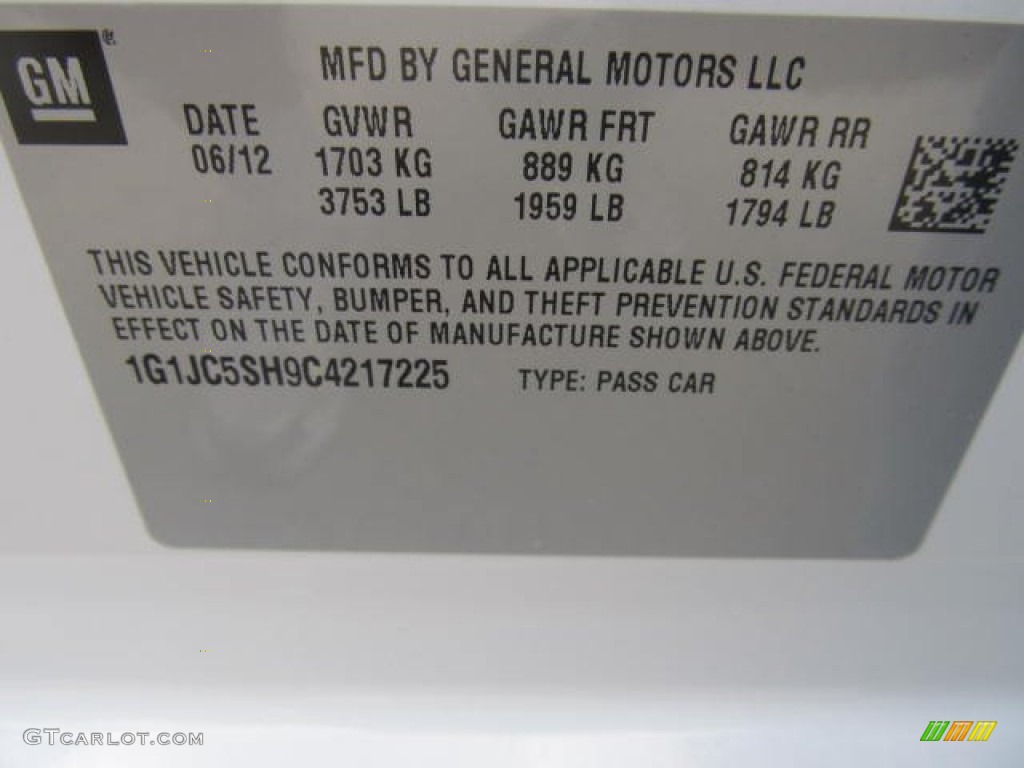 GM®
MFD BY GENERAL MOTORS LLC
DATE GVWR GAWR FRT GAWR RR
06/12 1703 KG 889 KG 814 KG
3753 LB 1959 LB 1794 LB
THIS VEHICLE CONFORMS TO ALL APPLICABLE U.S. FEDERAL MOTOR
VEHICLE SAFETY, BUMPER, AND THEFT PREVENTION STANDARDS IN
EFFECT ON THE DATE OF MANUFACTURE SHOWN ABOVE.
1G1JC5SH9C4217225 TYPE: PASS CAR
GTCARLOT.COM